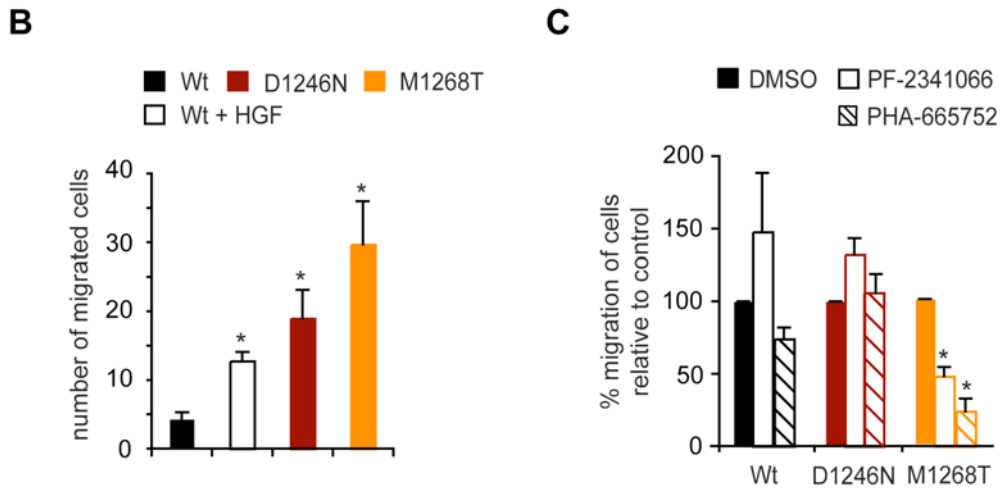 B
Wt D1246N M1268T
Wt + HGF
number of migrated cells
40
30
20
10
0
*
*
*
C
DMSO PF-2341066
PHA-665752
% migration of cells
relative to control
200
150
100
50
0
*
*
Wt D1246N M1268T